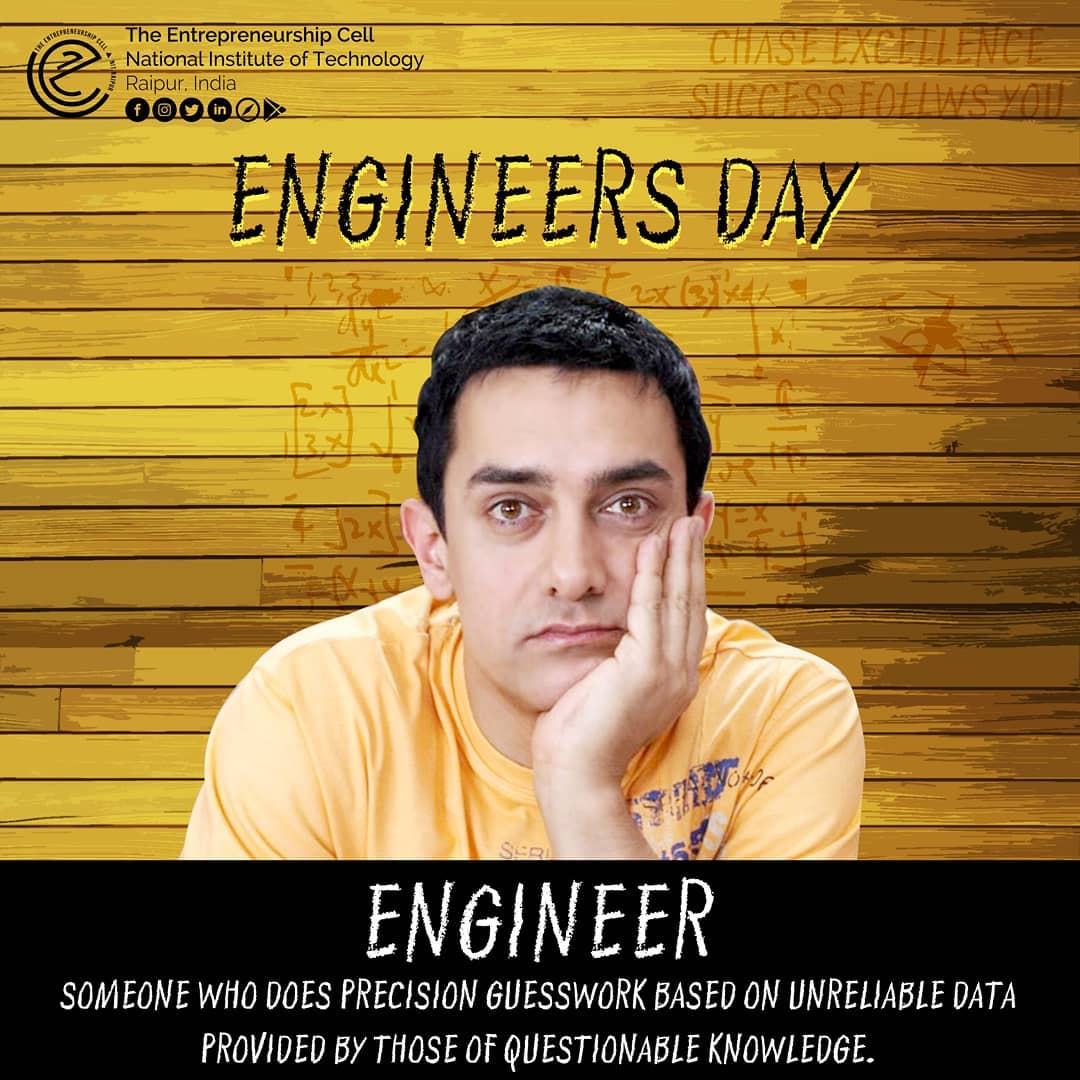 The Entrepreneurship Cell
National Institute of Technology
Raipur, India
CHASE EXCELLENCE
SUCCESS FOLLWS YOU
ENGINEERS DAY
ENGINEER
SOMEONE WHO DOES PRECISION GUESSWORK BASED ON UNRELIABLE DATA
PROVIDED BY THOSE OF QUESTIONABLE KNOWLEDGE.